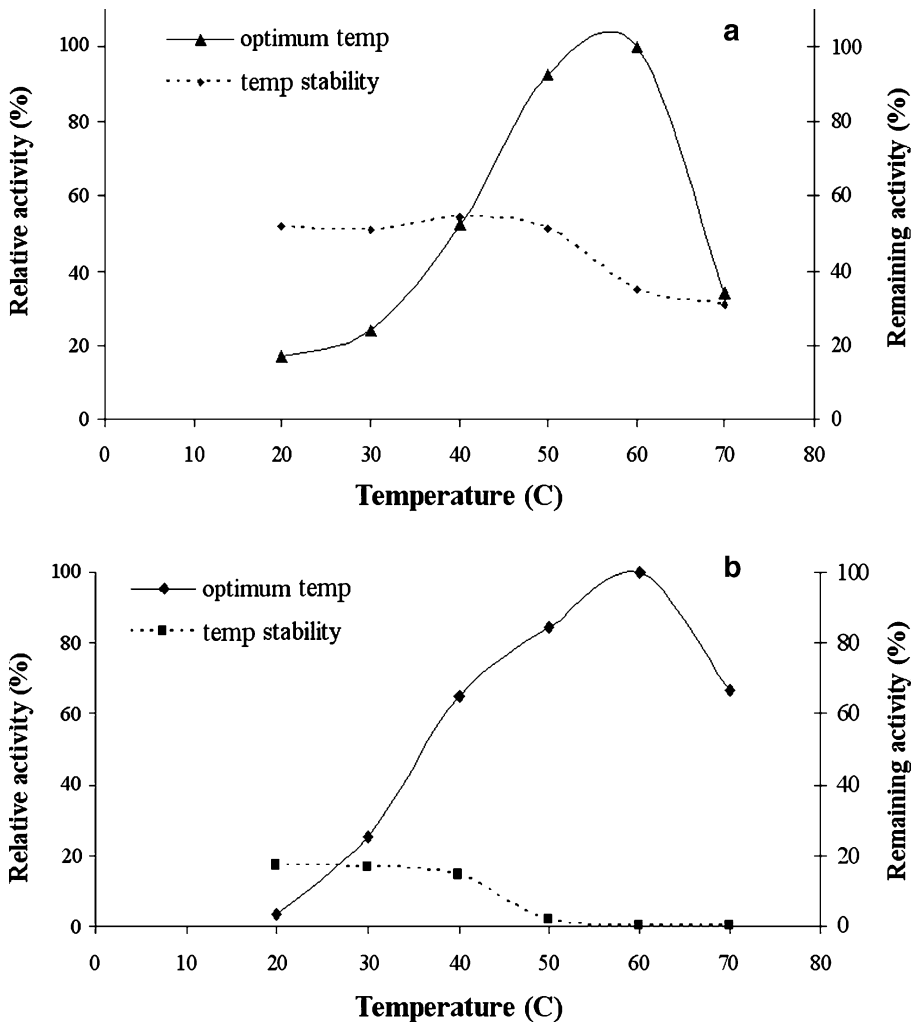 a
optimum temp
temp stability
100
80
60
40
20
0
100
80
60
40
20
0
Relative activity (%)
Remaining activity (%)
0 10 20 30 40 50 60 70 80
Temperature (C)
b
optimum temp
temp stability
100
80
60
40
20
0
100
80
60
40
20
0
Relative activity (%)
Remaining activity (%)
0 10 20 30 40 50 60 70 80
Temperature (C)